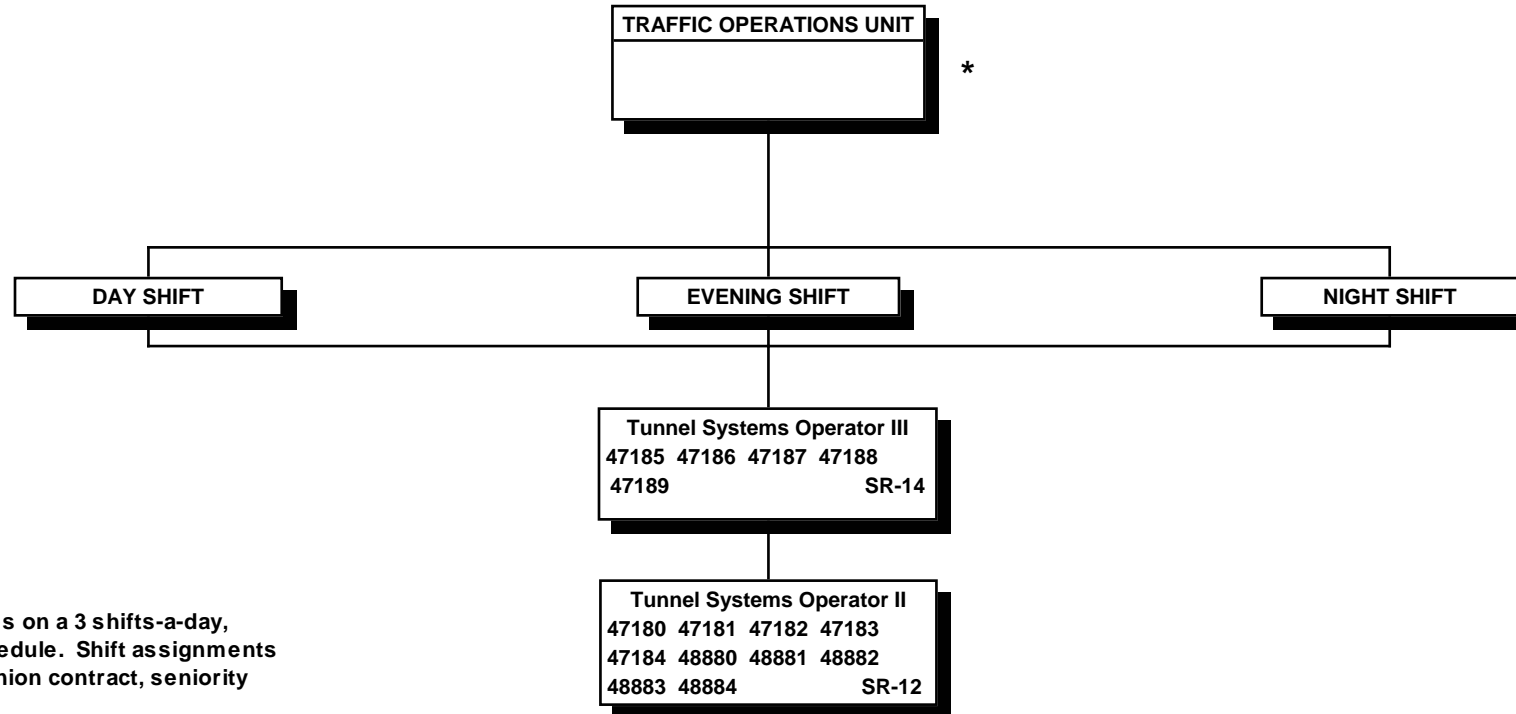 TRAFFIC OPERATIONS UNIT
*
DAY SHIFT
EVENING SHIFT
NIGHT SHIFT
Tunnel Systems Operator III
47185 47186 47187 47188
47189 SR-14
Tunnel Systems Operator II
47180 47181 47182 47183
47184 48880 48881 48882
48883 48884 SR-12
s on a 3 shifts-a-day,
edule. Shift assignments
nion contract, seniority